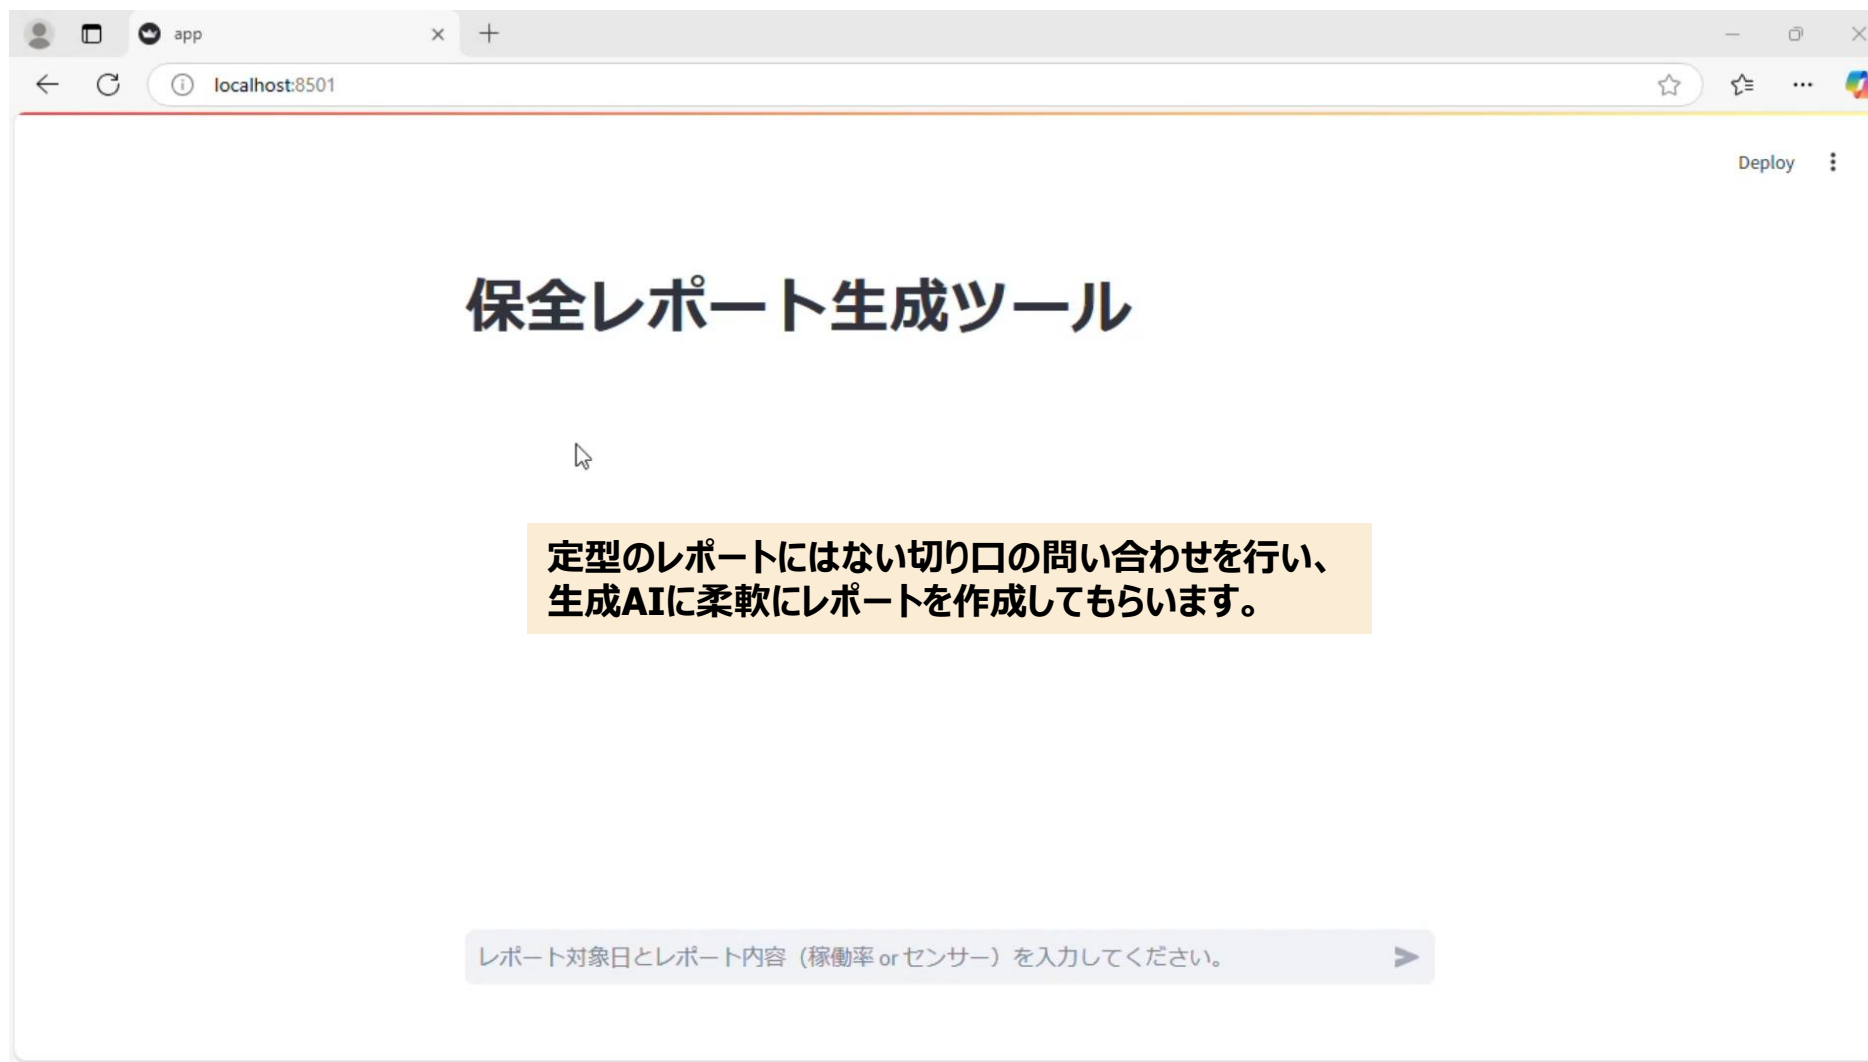 app
localhost:8501
Deploy
保全レポート生成ツール
定型のレポートにはない切り口の問い合わせを行い、
生成AIに柔軟にレポートを作成してもらいます。
レポート対象日とレポート内容（稼働率 or センサー）を入力してください。